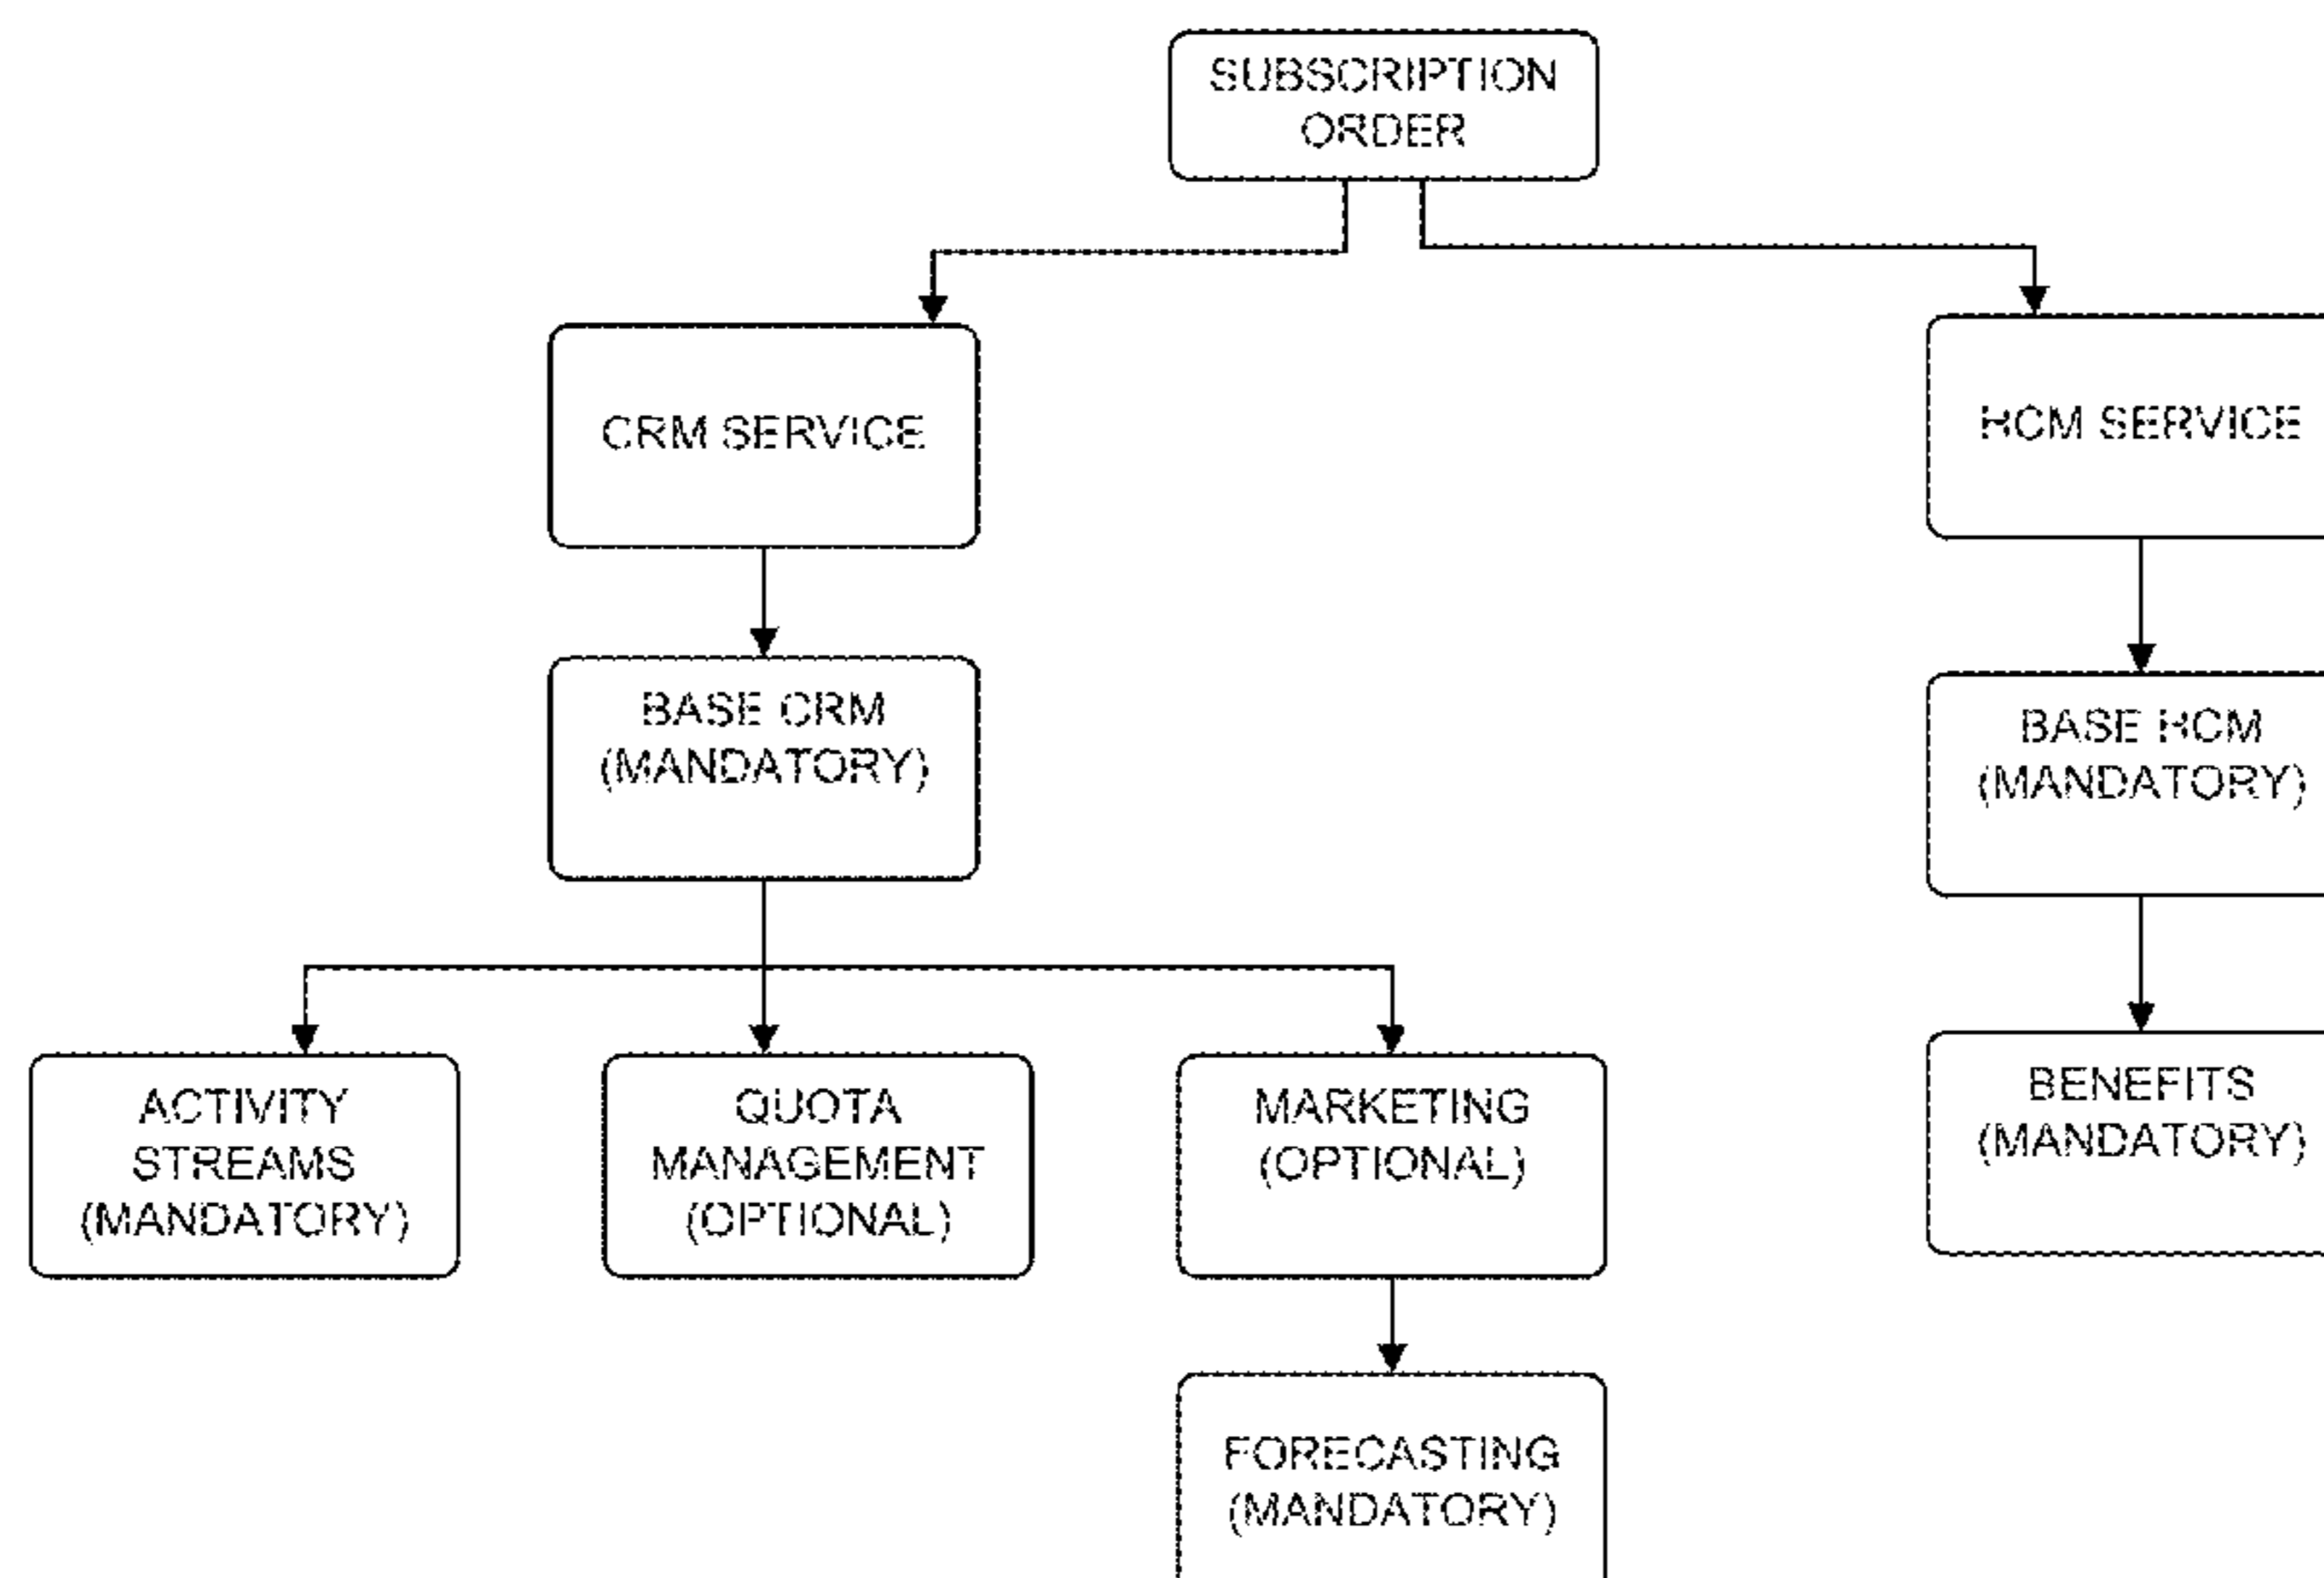 SUBSCRIPTION
ORDER
CRM SERVICE
HCM SERVICE
BASE CRM
(MANDATORY)
BASE HCM
(MANDATORY)
ACTIVITY
STREAMS
(MANDATORY)
QUOTA
MANAGEMENT
(OPTIONAL)
MARKETING
(OPTIONAL)
BENEFITS
(MANDATORY)
FORECASTING
(MANDATORY)